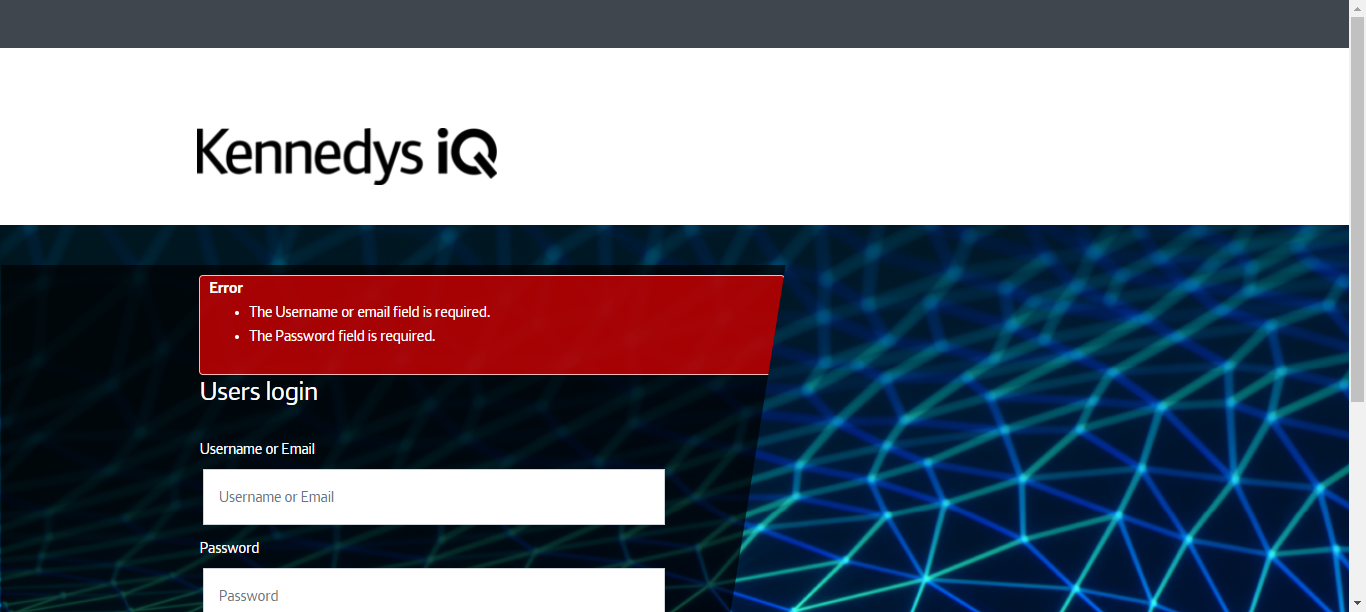 Kennedys iQ
Error
The Username or email field is required.
The Password field is required.
Users login
Username or Email
Username or Email
Password
Password